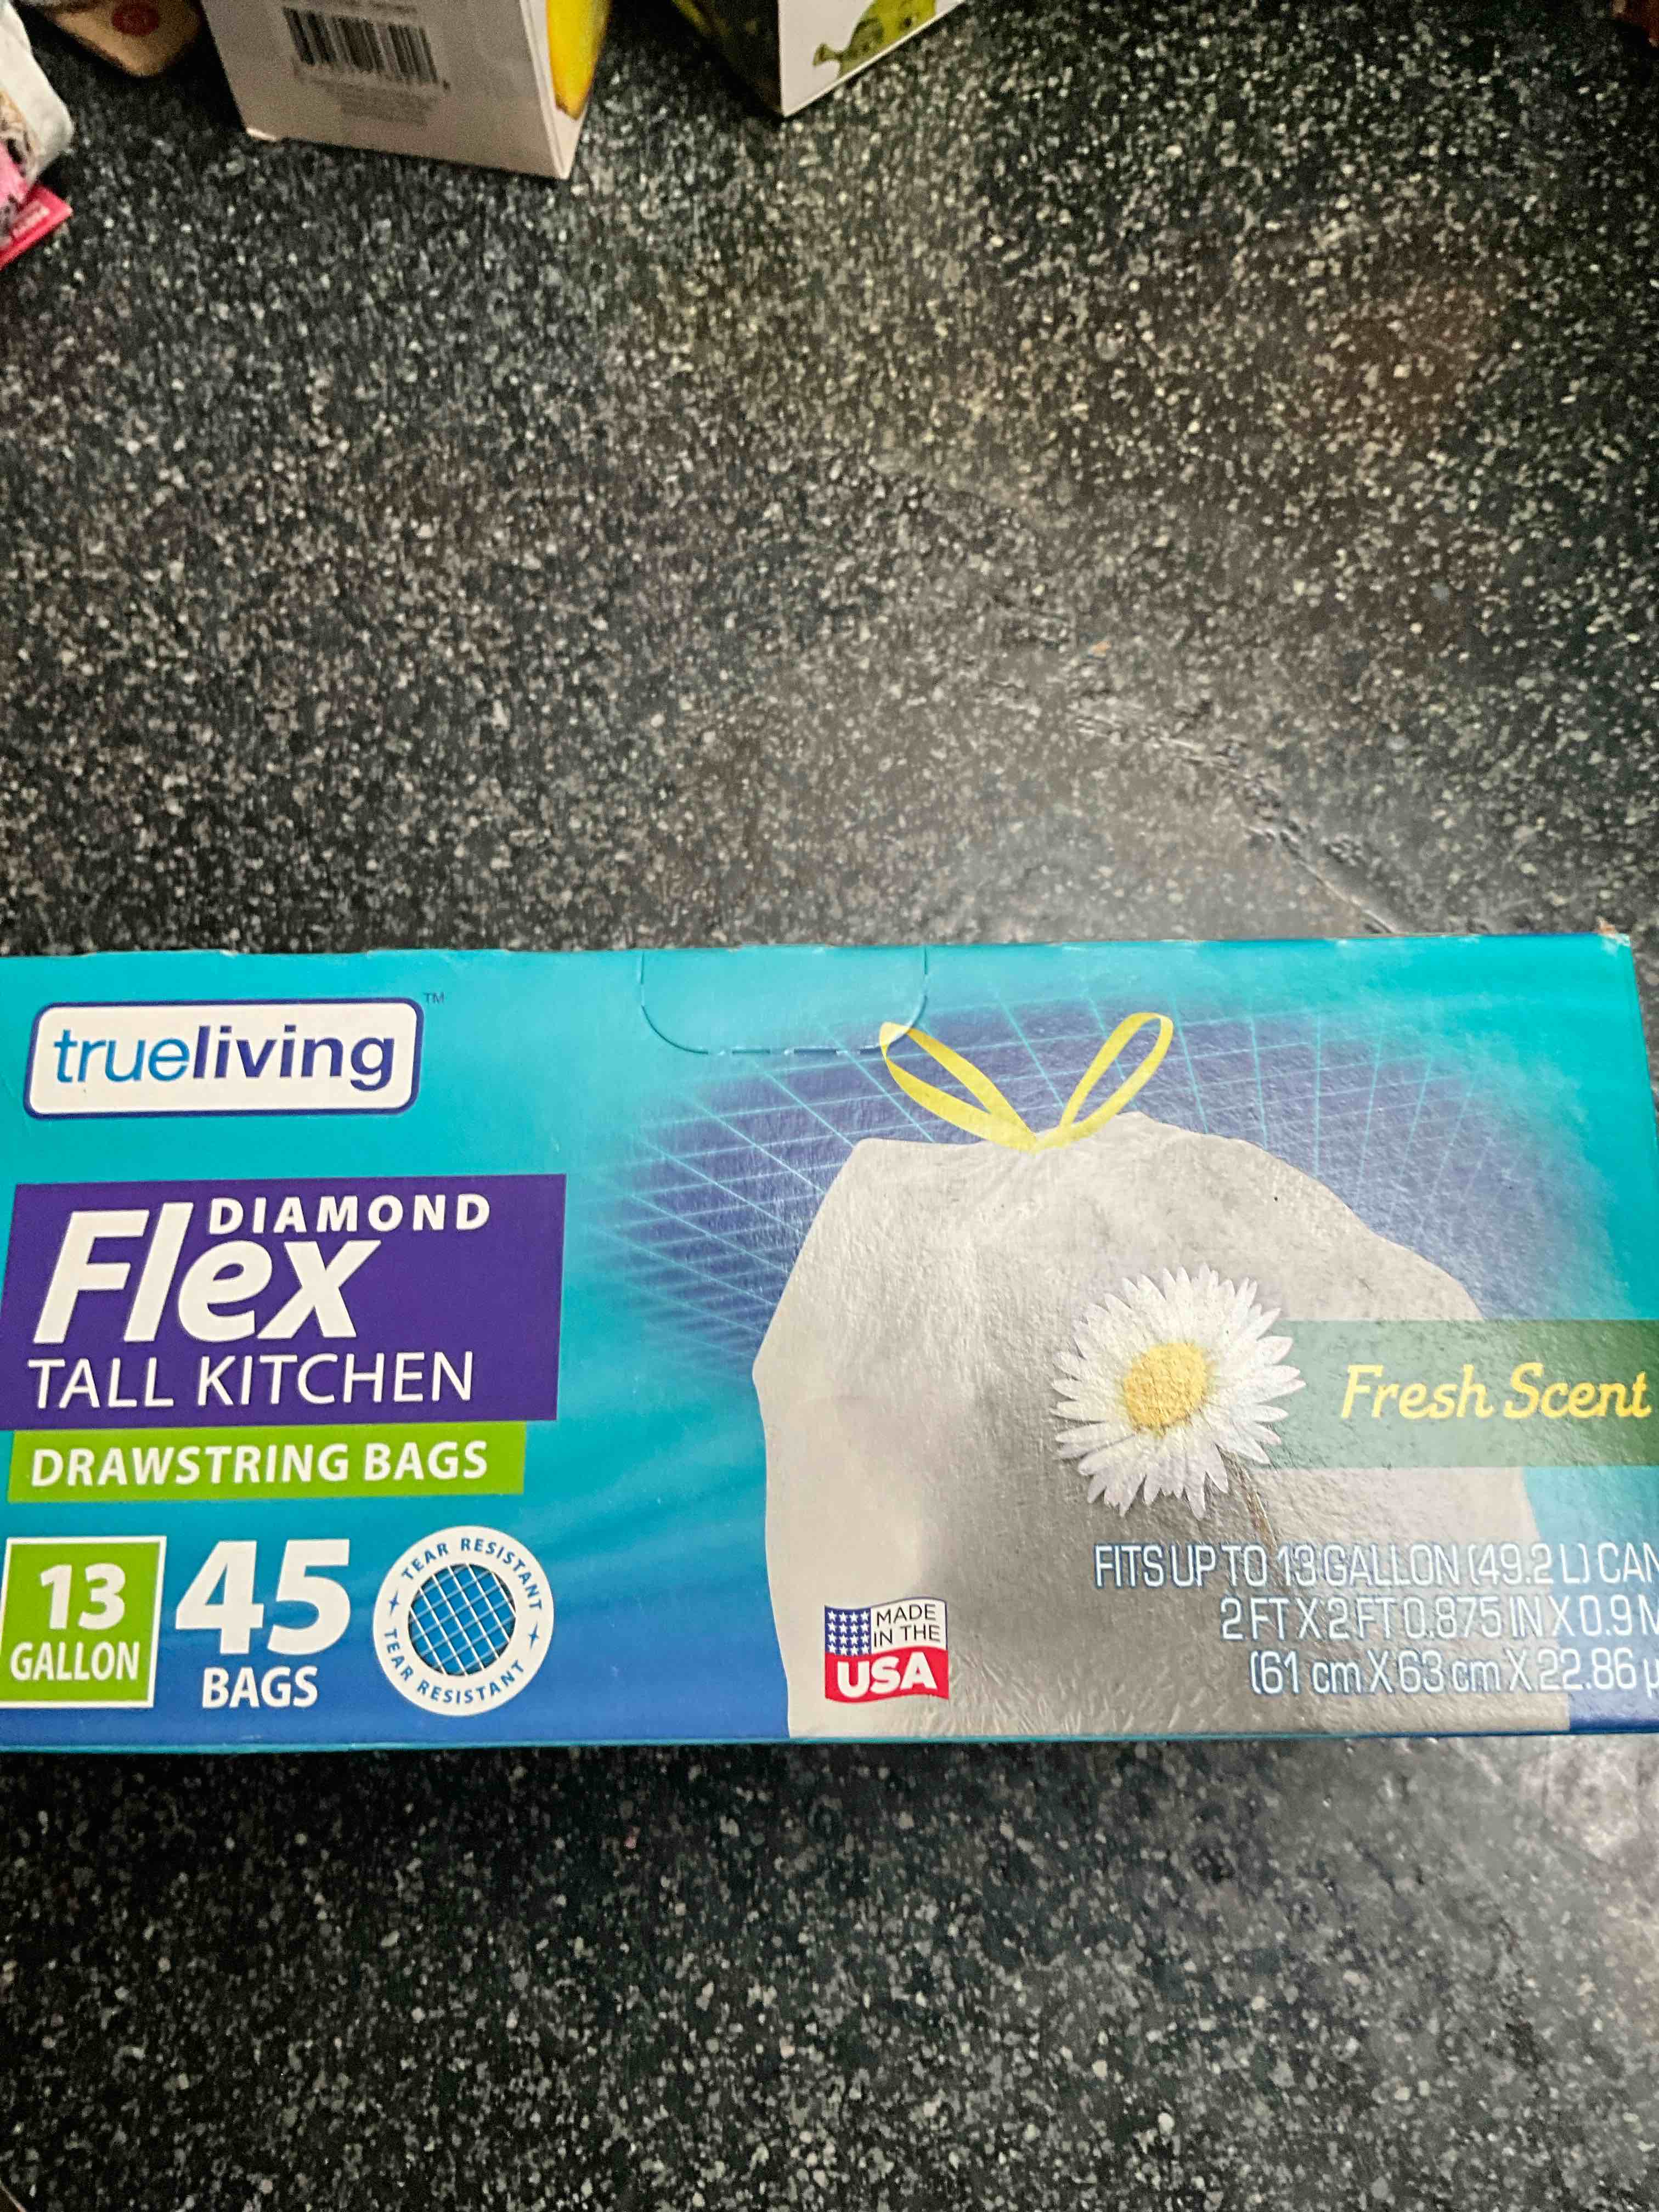 trueliving™
DIAMOND
Flex
TALL KITCHEN
DRAWSTRING BAGS
13
GALLON
45
BAGS
TEAR RESISTANT
TEAR RESISTANT
Fresh Scent
MADE
IN THE
USA
FITS UP TO 13 GALLON (49.2 L) CAN
2 FT X 2 FT 0.875 IN X 0.9 M
(61 cm X 63 cm X 22.86 µ